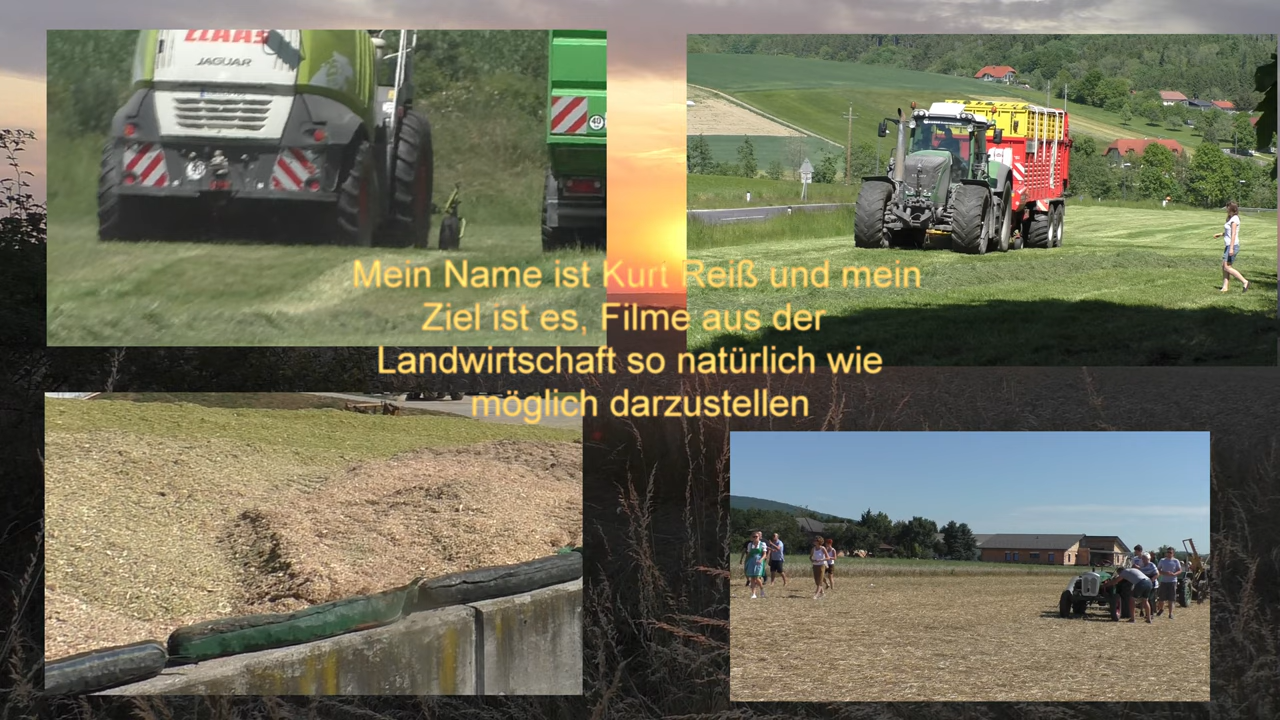 CLAAS
JAGUAR
40
Mein Name ist Kurt Reiß und mein
Ziel ist es, Filme aus der
Landwirtschaft so natürlich wie
möglich darzustellen